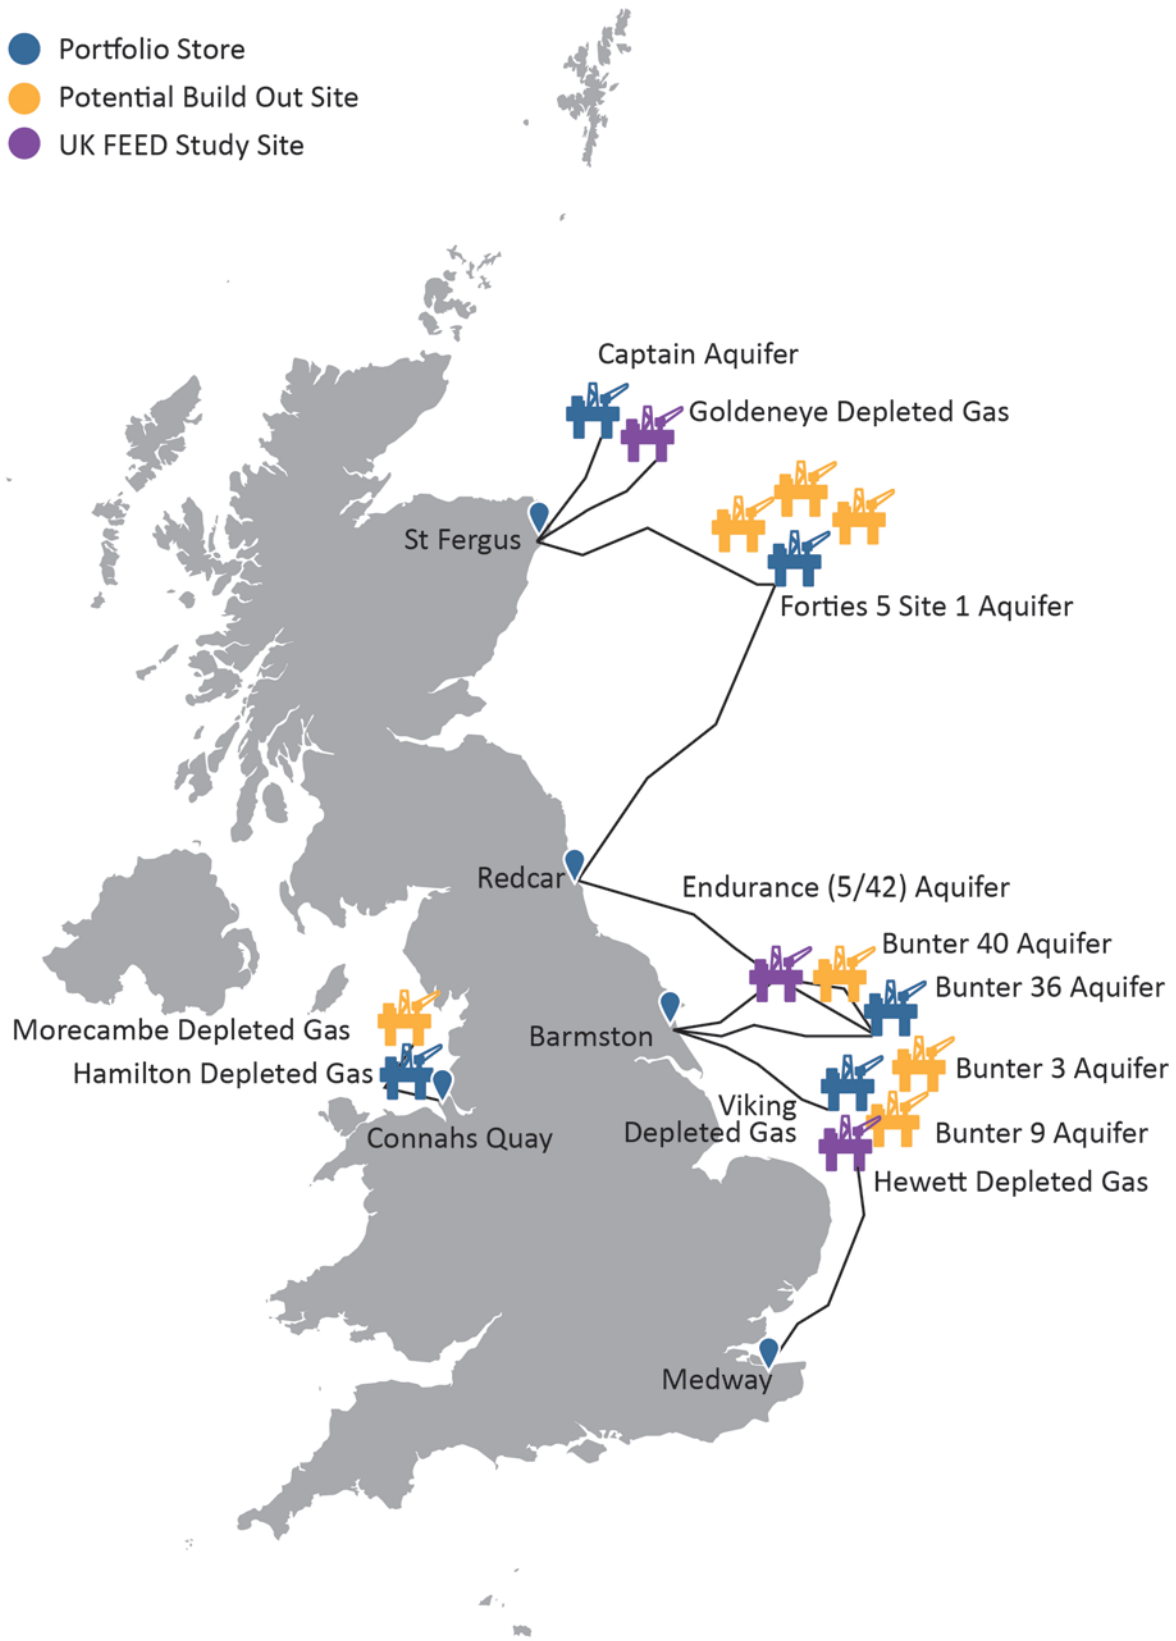 Portfolio Store
Potential Build Out Site
UK FEED Study Site
Captain Aquifer
Goldeneye Depleted Gas
St Fergus
Forties 5 Site 1 Aquifer
Redcar
Endurance (5/42) Aquifer
Bunter 40 Aquifer
Bunter 36 Aquifer
Morecambe Depleted Gas
Barmston
Hamilton Depleted Gas
Bunter 3 Aquifer
Viking
Depleted Gas
Connahs Quay
Bunter 9 Aquifer
Hewett Depleted Gas
Medway